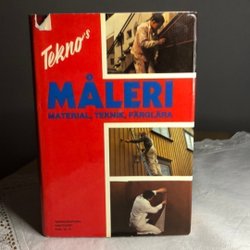 Tekno's
MÅLERI
MATERIAL, TEKNIK, FÄRGLÄRA